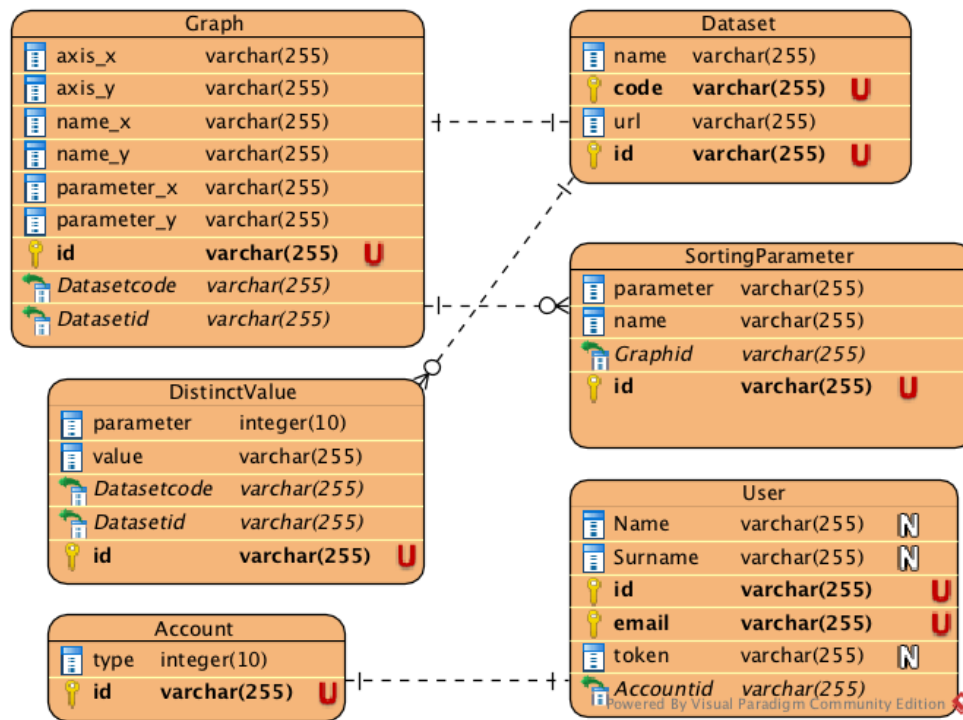 Graph
axis_x varchar(255)
axis_y varchar(255)
name_x varchar(255)
name_y varchar(255)
parameter_x varchar(255)
parameter_y varchar(255)
id varchar(255) U
Datasetcode varchar(255)
Datasetid varchar(255)
Dataset
name varchar(255)
code varchar(255) U
url varchar(255)
id varchar(255) U
SortingParameter
parameter varchar(255)
name varchar(255)
Graphid varchar(255)
id varchar(255) U
DistinctValue
parameter integer(10)
value varchar(255)
Datasetcode varchar(255)
Datasetid varchar(255)
id varchar(255) U
User
Name varchar(255) N
Surname varchar(255) N
id varchar(255) U
email varchar(255) U
token varchar(255) N
Accountid varchar(255)
Account
type integer(10)
id varchar(255) U
Powered By Visual Paradigm Community Edition